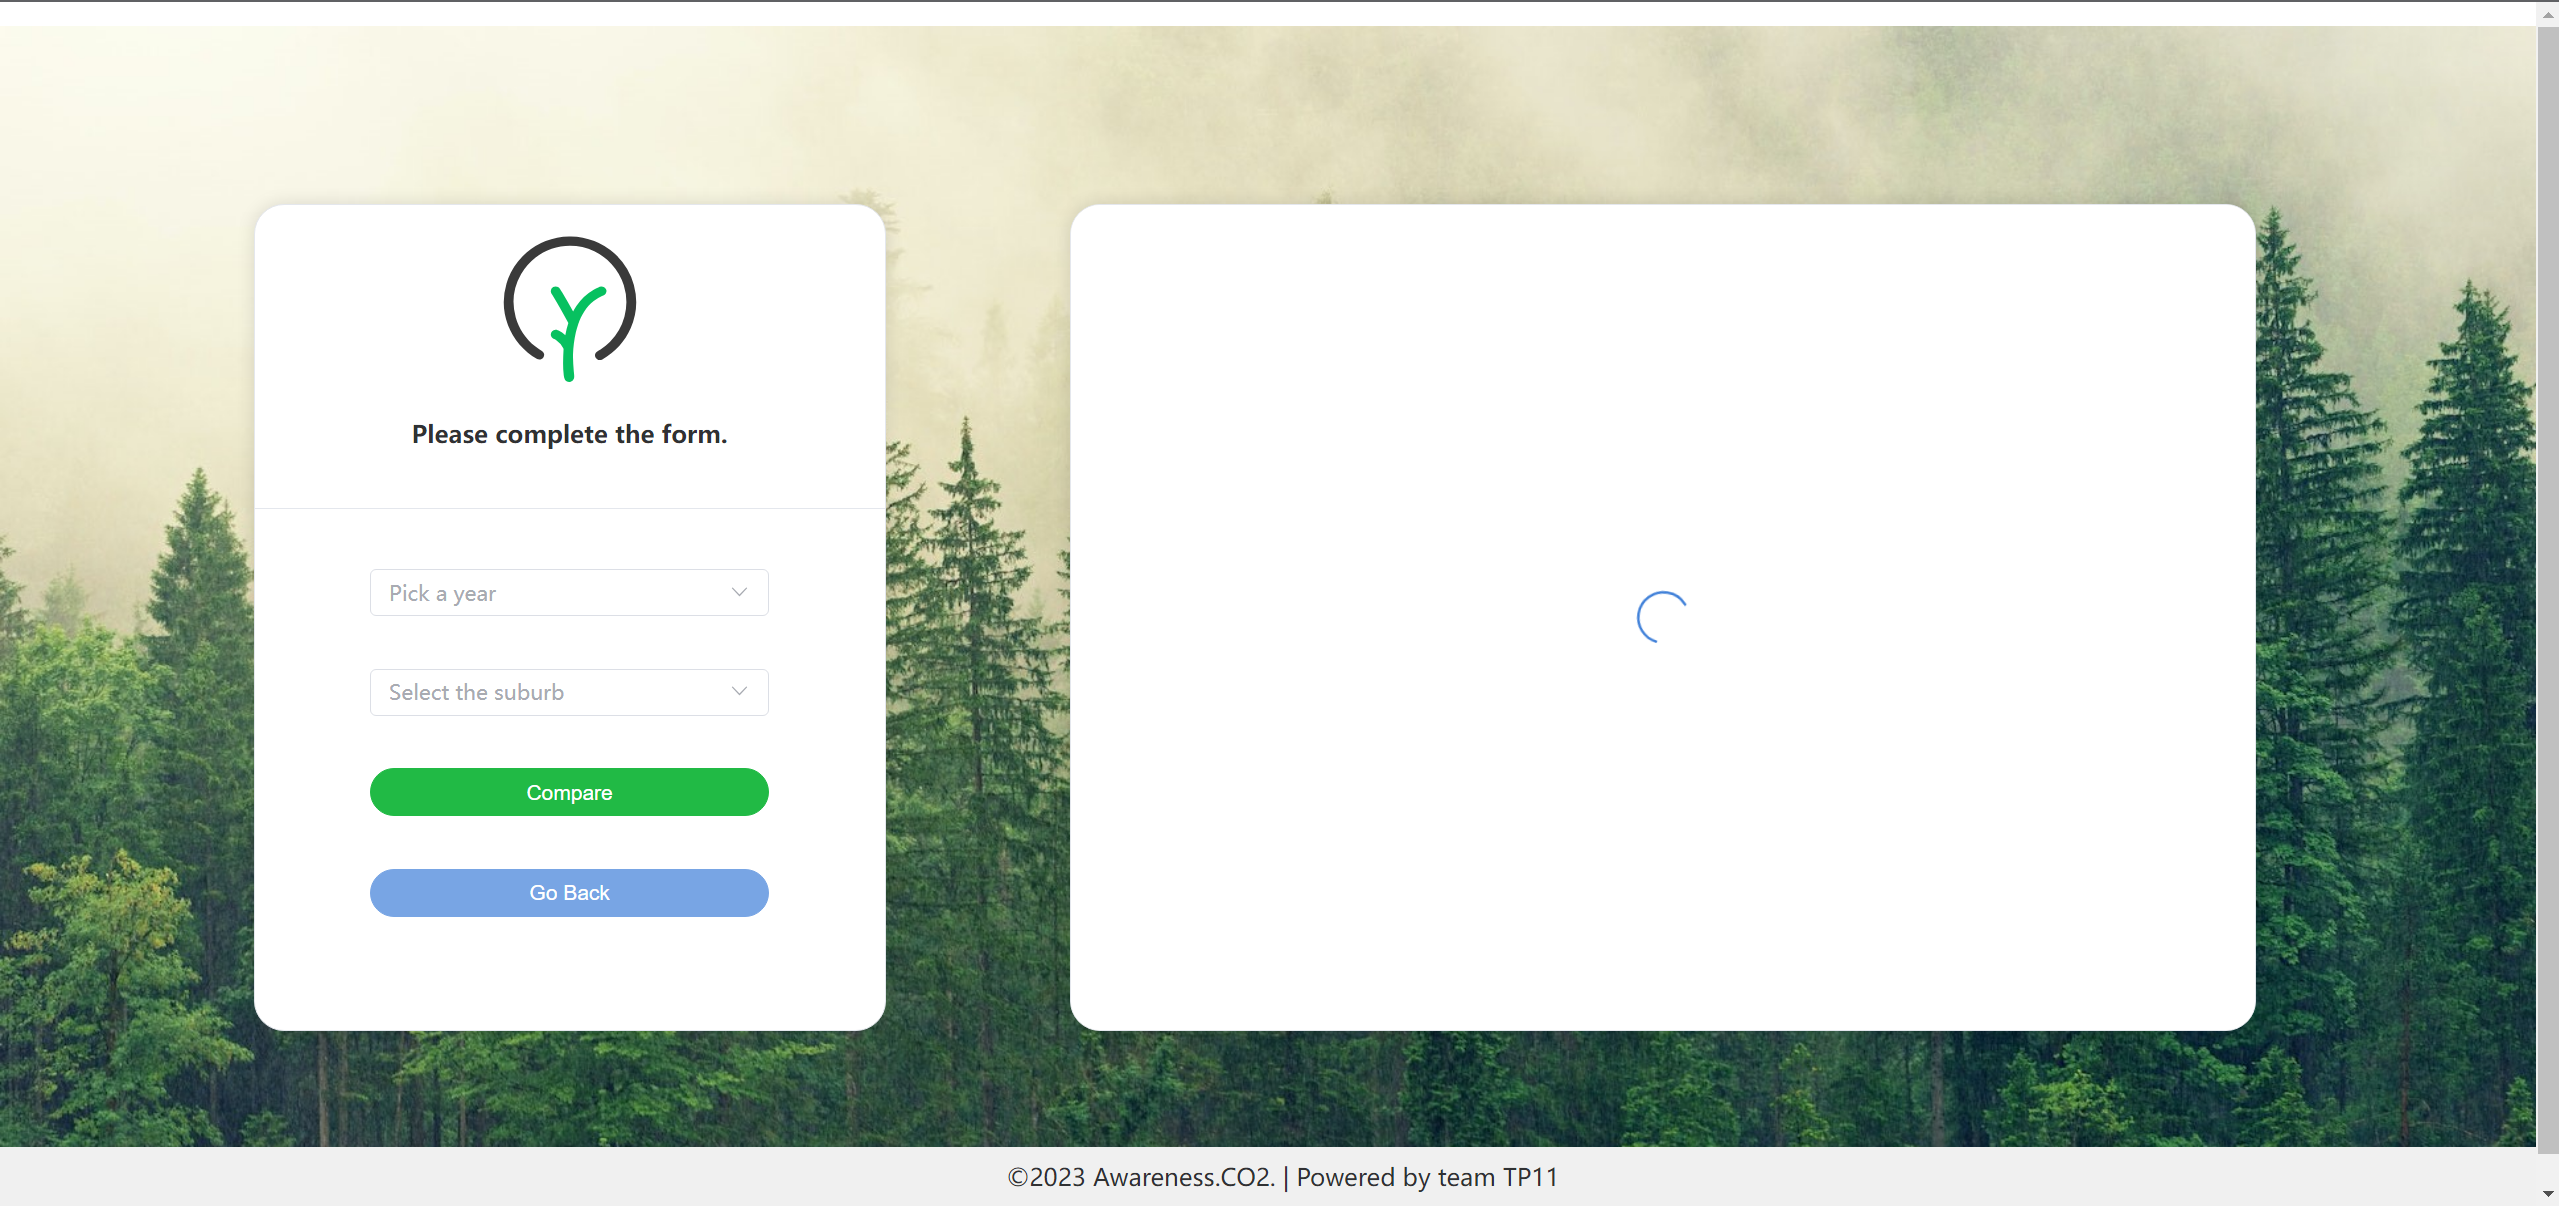 Please complete the form.
Pick a year
Select the suburb
Compare
Go Back
©2023 Awareness.CO2. | Powered by team TP11